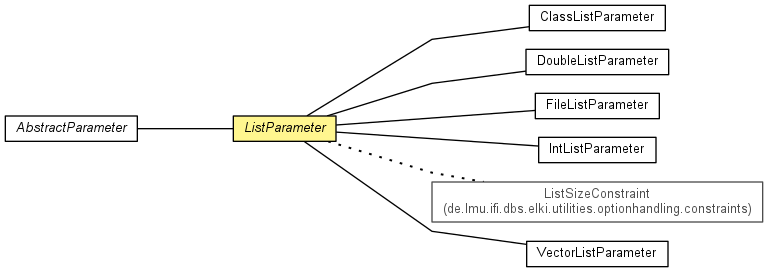 ClassListParameter
DoubleListParameter
FileListParameter
AbstractParameter
ListParameter
IntListParameter
ListSizeConstraint
(de.lmu.ifi.dbs.elki.utilities.optionhandling.constraints)
VectorListParameter